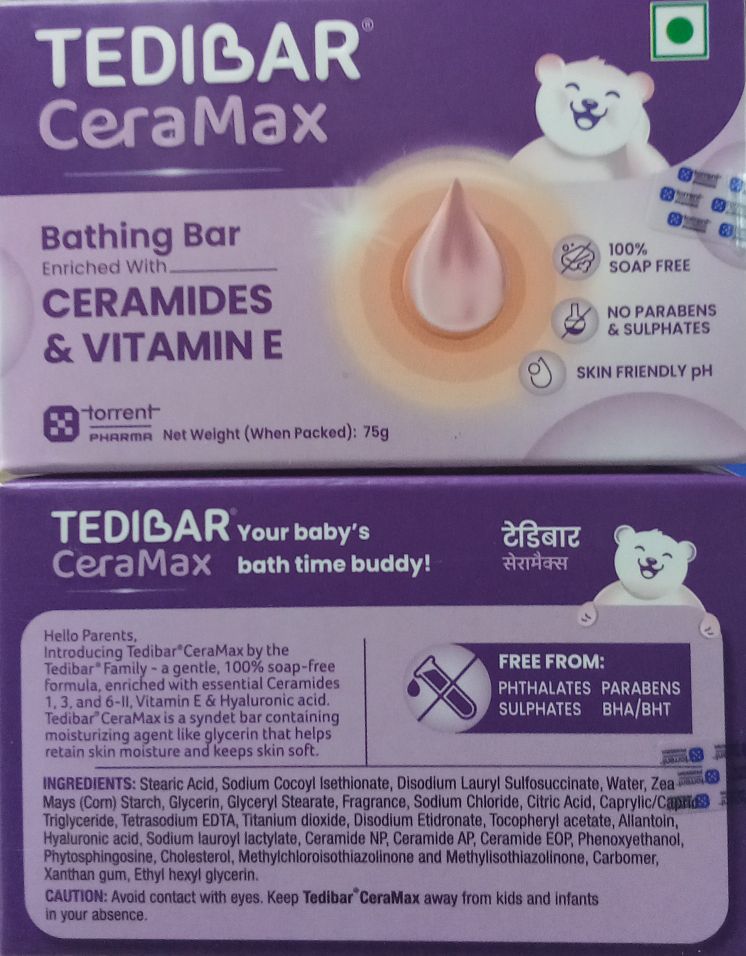 TEDIBAR®
CeraMax
Bathing Bar
Enriched With
CERAMIDES
& VITAMIN E
100%
SOAP FREE
NO PARABENS
& SULPHATES
SKIN FRIENDLY pH
torrent
PHARMA
Net Weight (When Packed): 75g
torrent
torrent
torrent
TEDIBAR®
CeraMax
Your baby's
bath time buddy!
टेडिबार
सेरामैक्स
Hello Parents,
Introducing Tedibar®CeraMax by the
Tedibar® Family - a gentle, 100% soap-free
formula, enriched with essential Ceramides
1, 3, and 6-II, Vitamin E & Hyaluronic acid.
Tedibar®CeraMax is a syndet bar containing
moisturizing agent like glycerin that helps
retain skin moisture and keeps skin soft.
FREE FROM:
PHTHALATES PARABENS
SULPHATES BHA/BHT
INGREDIENTS: Stearic Acid, Sodium Cocoyl Isethionate, Disodium Lauryl Sulfosuccinate, Water, Zea
Mays (Corn) Starch, Glycerin, Glyceryl Stearate, Fragrance, Sodium Chloride, Citric Acid, Caprylic/Capric
Triglyceride, Tetrasodium EDTA, Titanium dioxide, Disodium Etidronate, Tocopheryl acetate, Allantoin,
Hyaluronic acid, Sodium lauroyl lactylate, Ceramide NP, Ceramide AP, Ceramide EOP, Phenoxyethanol,
Phytosphingosine, Cholesterol, Methylchloroisothiazolinone and Methylisothiazolinone, Carbomer,
Xanthan gum, Ethyl hexyl glycerin.
CAUTION: Avoid contact with eyes. Keep Tedibar®CeraMax away from kids and infants
in your absence.